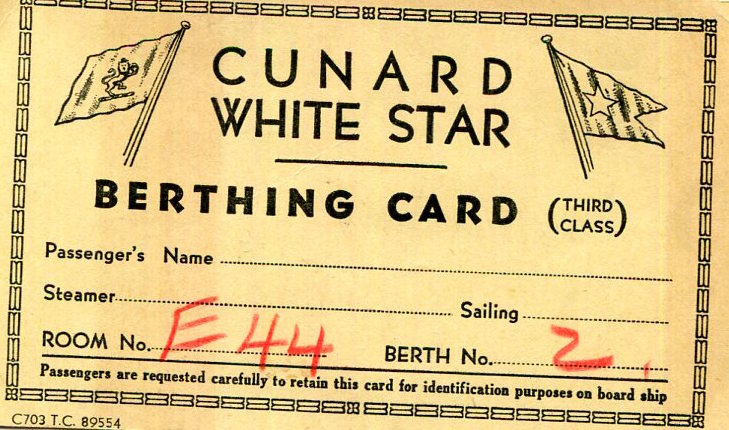 CUNARD
WHITE STAR
BERTHING CARD (THIRD CLASS)
Passenger's Name
Steamer Sailing
ROOM No. E44 BERTH No. 2.
Passengers are requested carefully to retain this card for identification purposes on board ship
C703 T.C. 89554